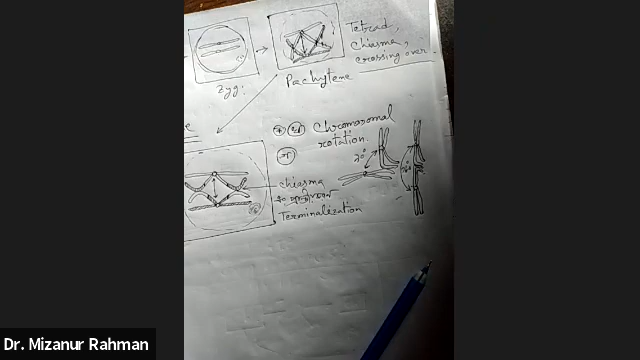 Tetrad,
Chiasma,
crossing over.
Zyg:
Pachytene
Chromosomal
rotation.
chiasma
Terminalization
Dr. Mizanur Rahman